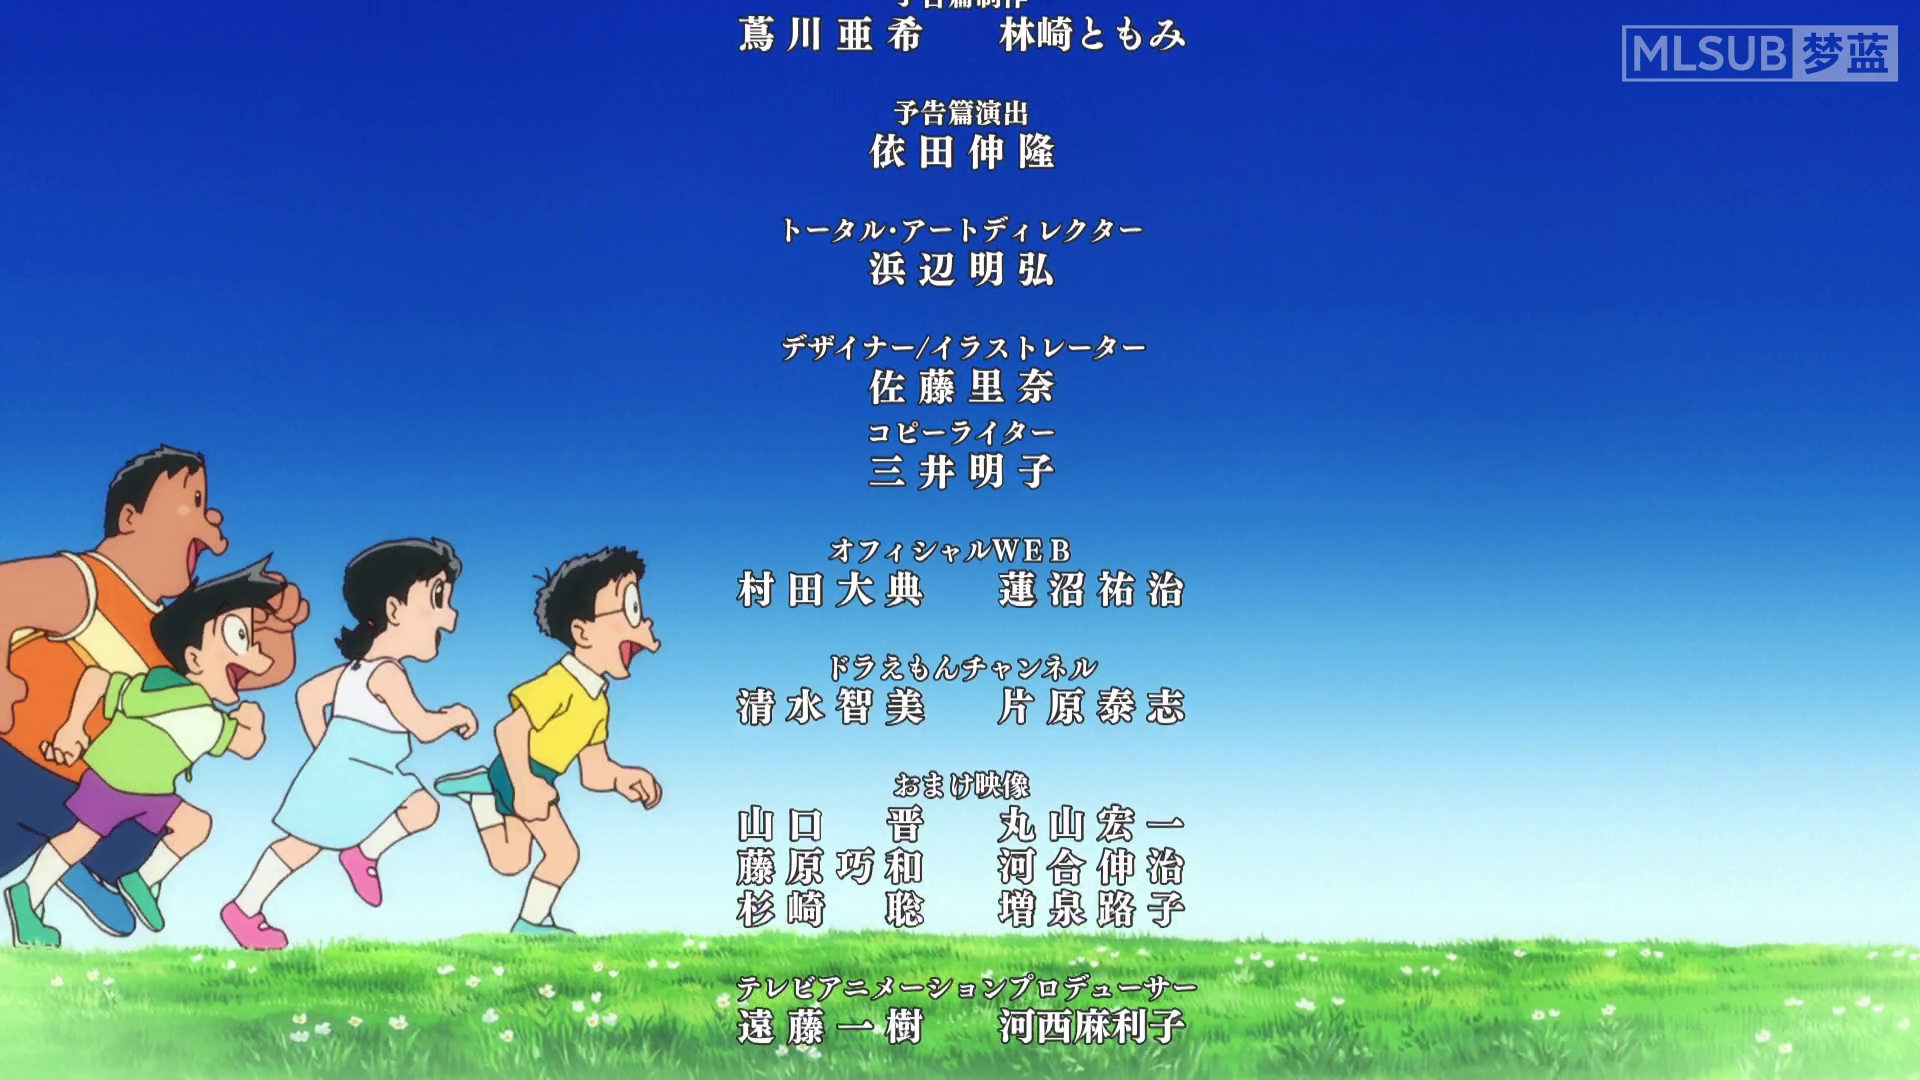 予告篇制作
蔦川亜希　林崎ともみ
MLSUB 梦蓝
予告篇演出
依田伸隆
トータル・アートディレクター
浜辺明弘
デザイナー/イラストレーター
佐藤里奈
コピーライター
三井明子
オフィシャルWEB
村田大典　蓮沼祐治
ドラえもんチャンネル
清水智美　片原泰志
おまけ映像
山口　晋　丸山宏一
藤原巧和　河合伸治
杉崎　聡　増泉路子
テレビアニメーションプロデューサー
遠藤一樹　河西麻利子